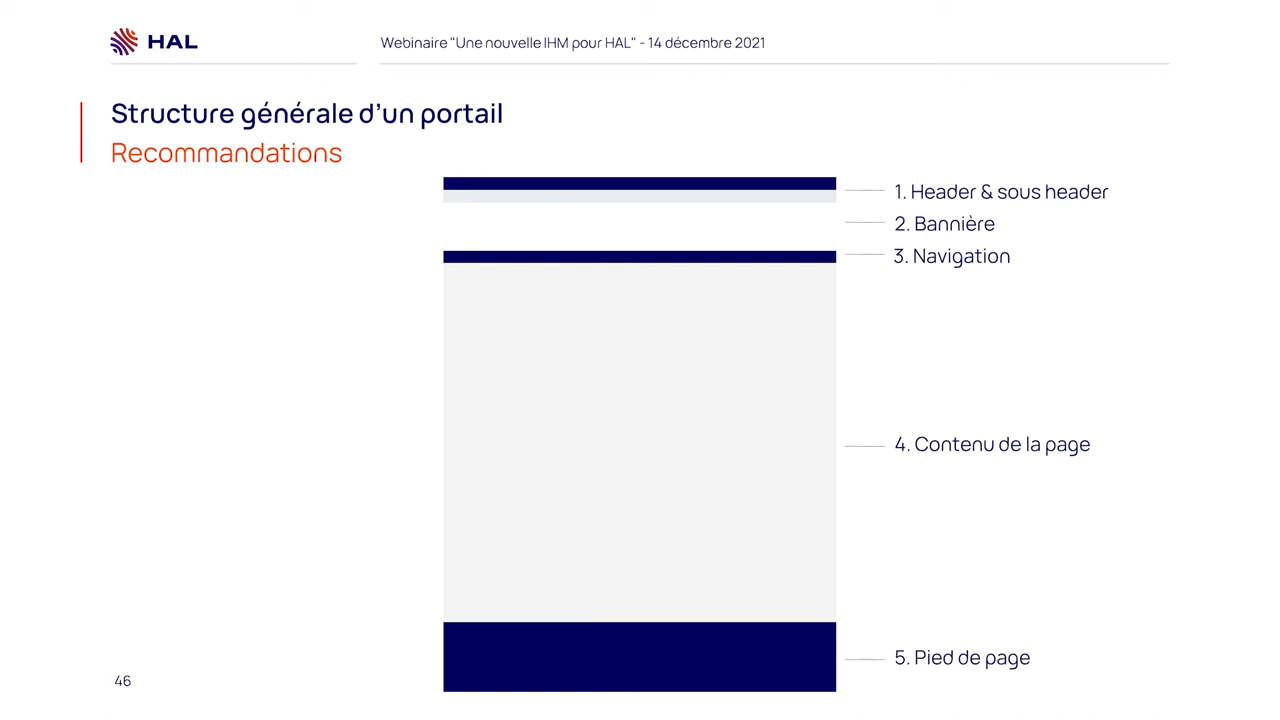 HAL
Webinaire "Une nouvelle IHM pour HAL" - 14 décembre 2021
Structure générale d'un portail
Recommandations
1. Header & sous header
2. Bannière
3. Navigation
4. Contenu de la page
5. Pied de page
46